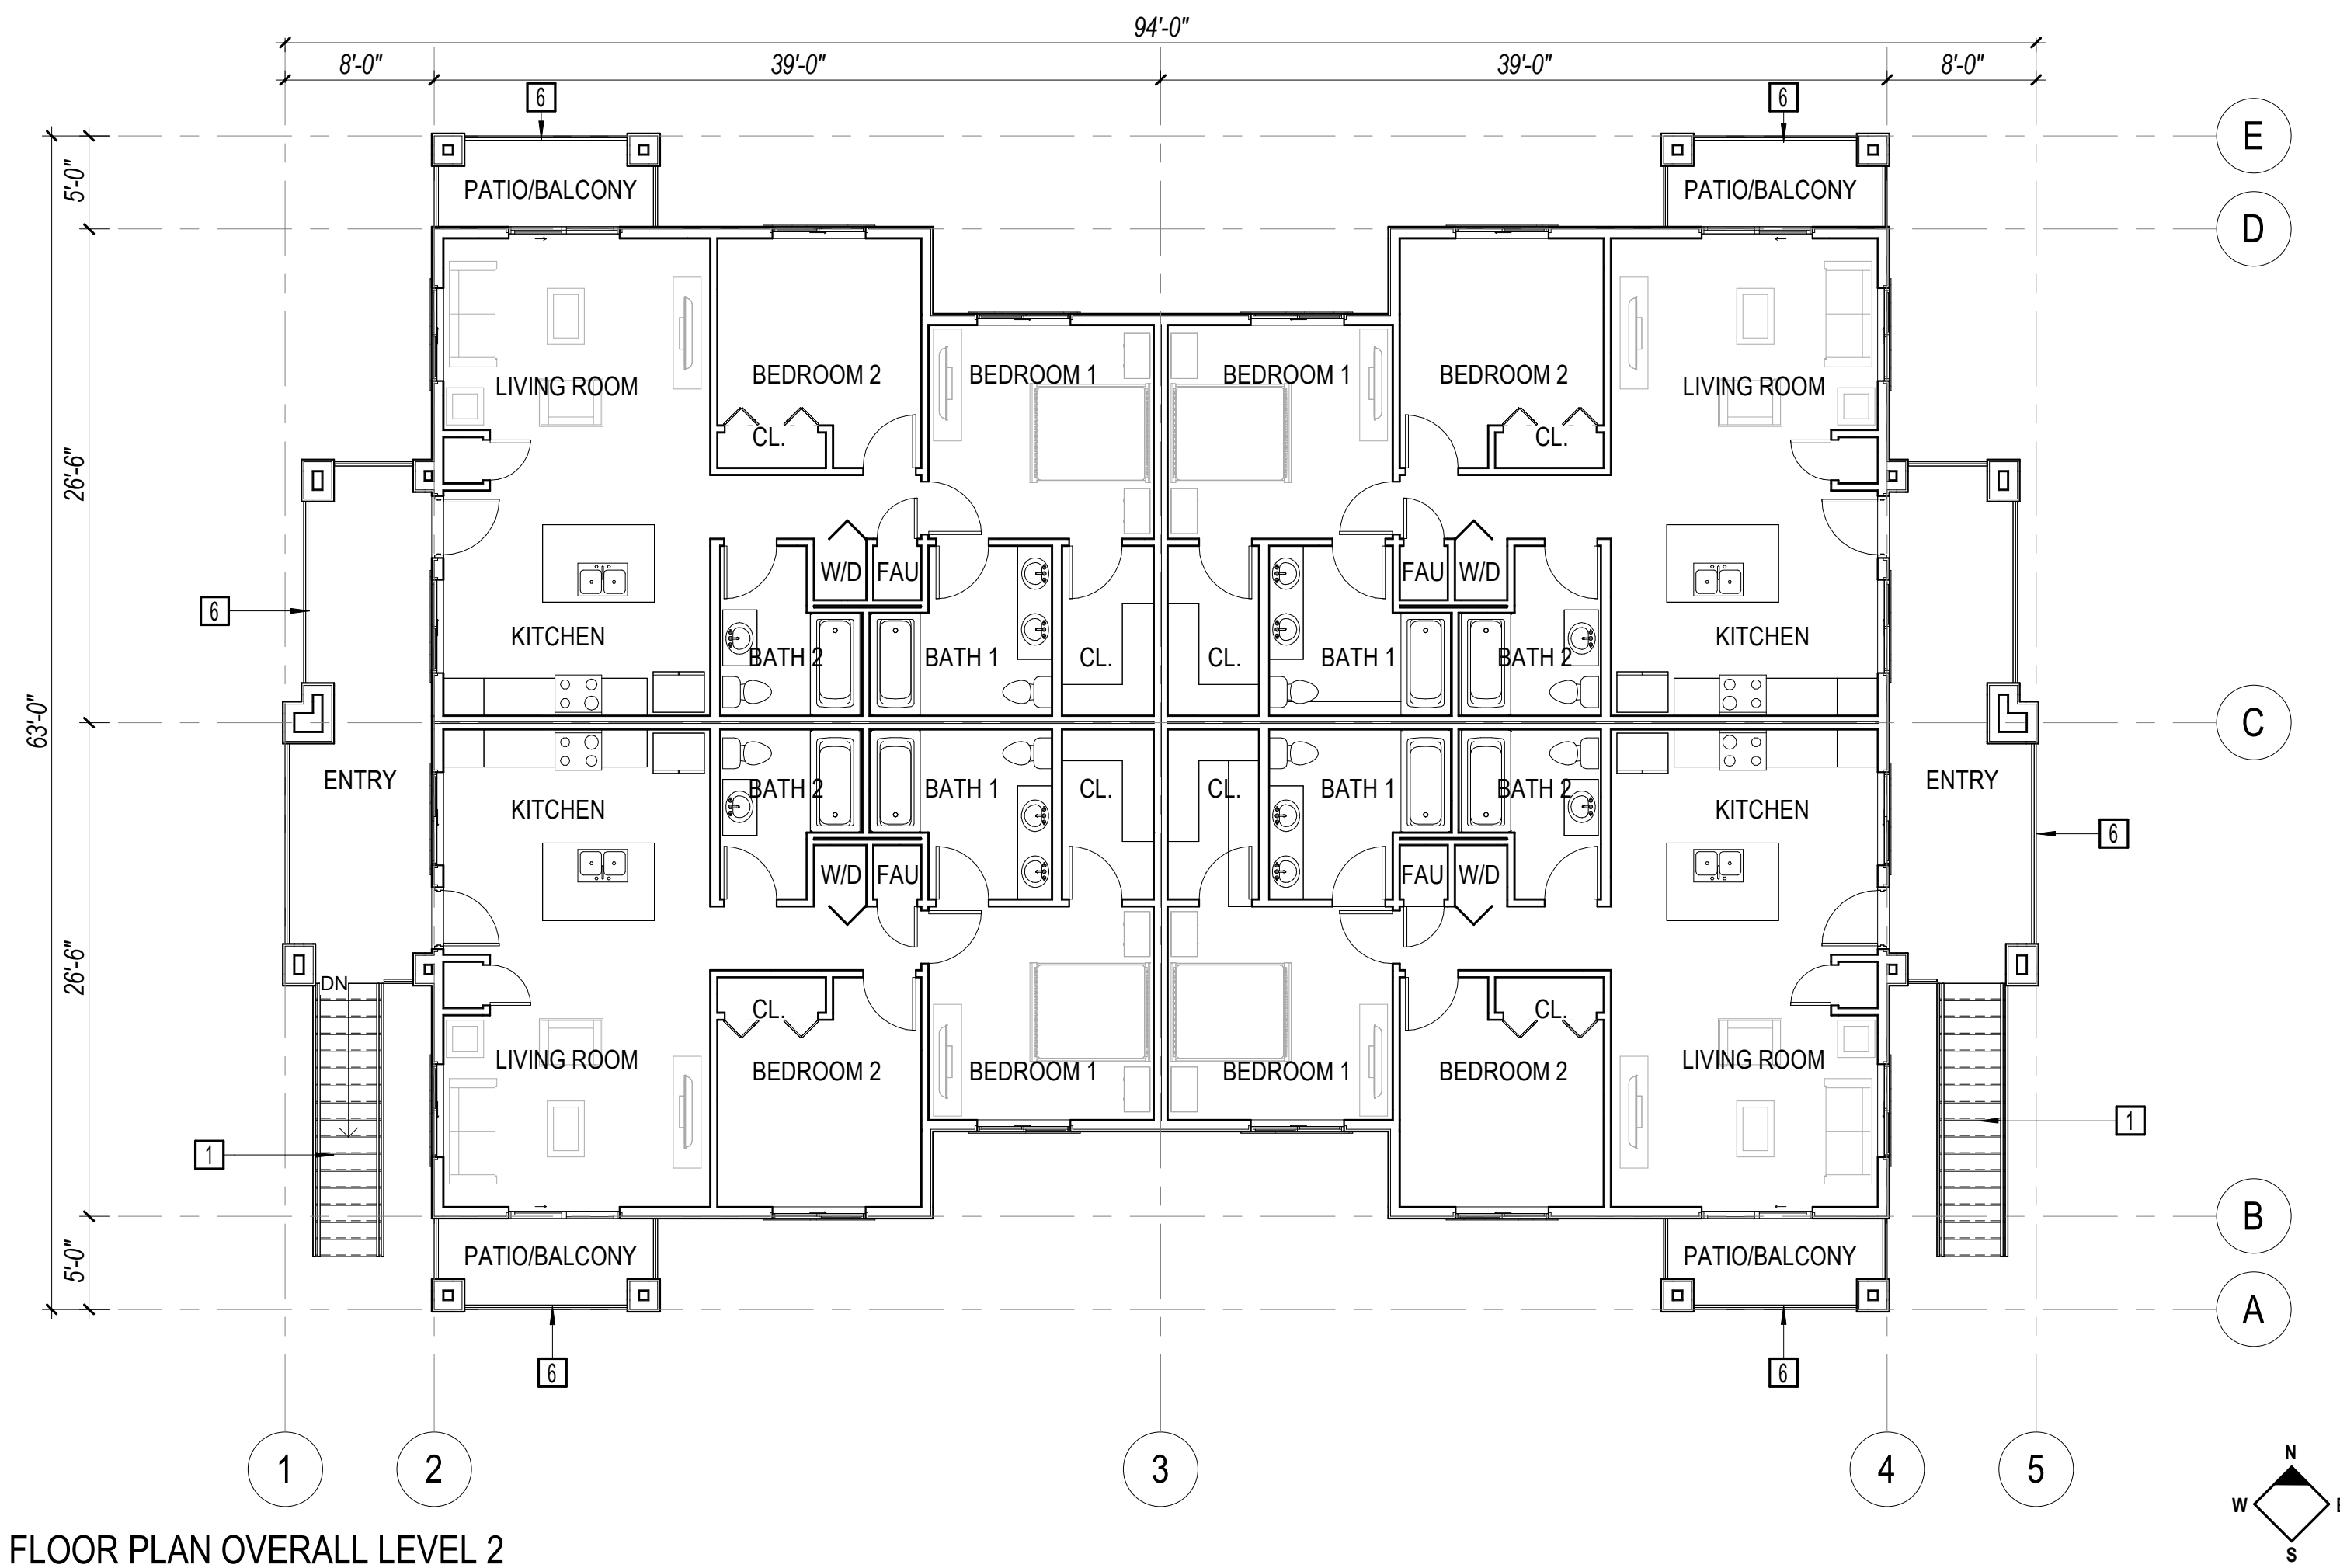 94'-0"
8'-0" 39'-0" 39'-0" 8'-0"
6 6
E
5'-0"
PATIO/BALCONY PATIO/BALCONY
D
BEDROOM 2 BEDROOM 1 BEDROOM 1 BEDROOM 2
LIVING ROOM LIVING ROOM
CL. CL.
26'-6"
W/D FAU FAU W/D
6
KITCHEN KITCHEN
BATH 2 BATH 1 CL. CL. BATH 1 BATH 2
63'-0"
C
ENTRY ENTRY
BATH 2 BATH 1 CL. CL. BATH 1 BATH 2
KITCHEN KITCHEN
6
W/D FAU FAU W/D
26'-6"
DN
CL. CL.
LIVING ROOM LIVING ROOM
BEDROOM 2 BEDROOM 1 BEDROOM 1 BEDROOM 2
1
1
B
5'-0"
PATIO/BALCONY PATIO/BALCONY
A
6 6
1 2 3 4 5
N
W E
S
FLOOR PLAN OVERALL LEVEL 2